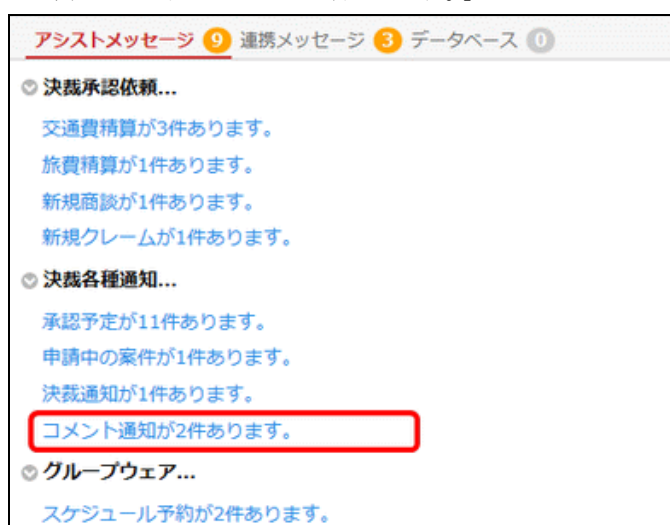 アシストメッセージ 9 連携メッセージ 3 データベース 0
決裁承認依頼...
交通費精算が3件あります。
旅費精算が1件あります。
新規商談が1件あります。
新規クレームが1件あります。
決裁各種通知...
承認予定が11件あります。
申請中の案件が1件あります。
決裁通知が1件あります。
コメント通知が2件あります。
グループウェア...
スケジュール予約が2件あります。